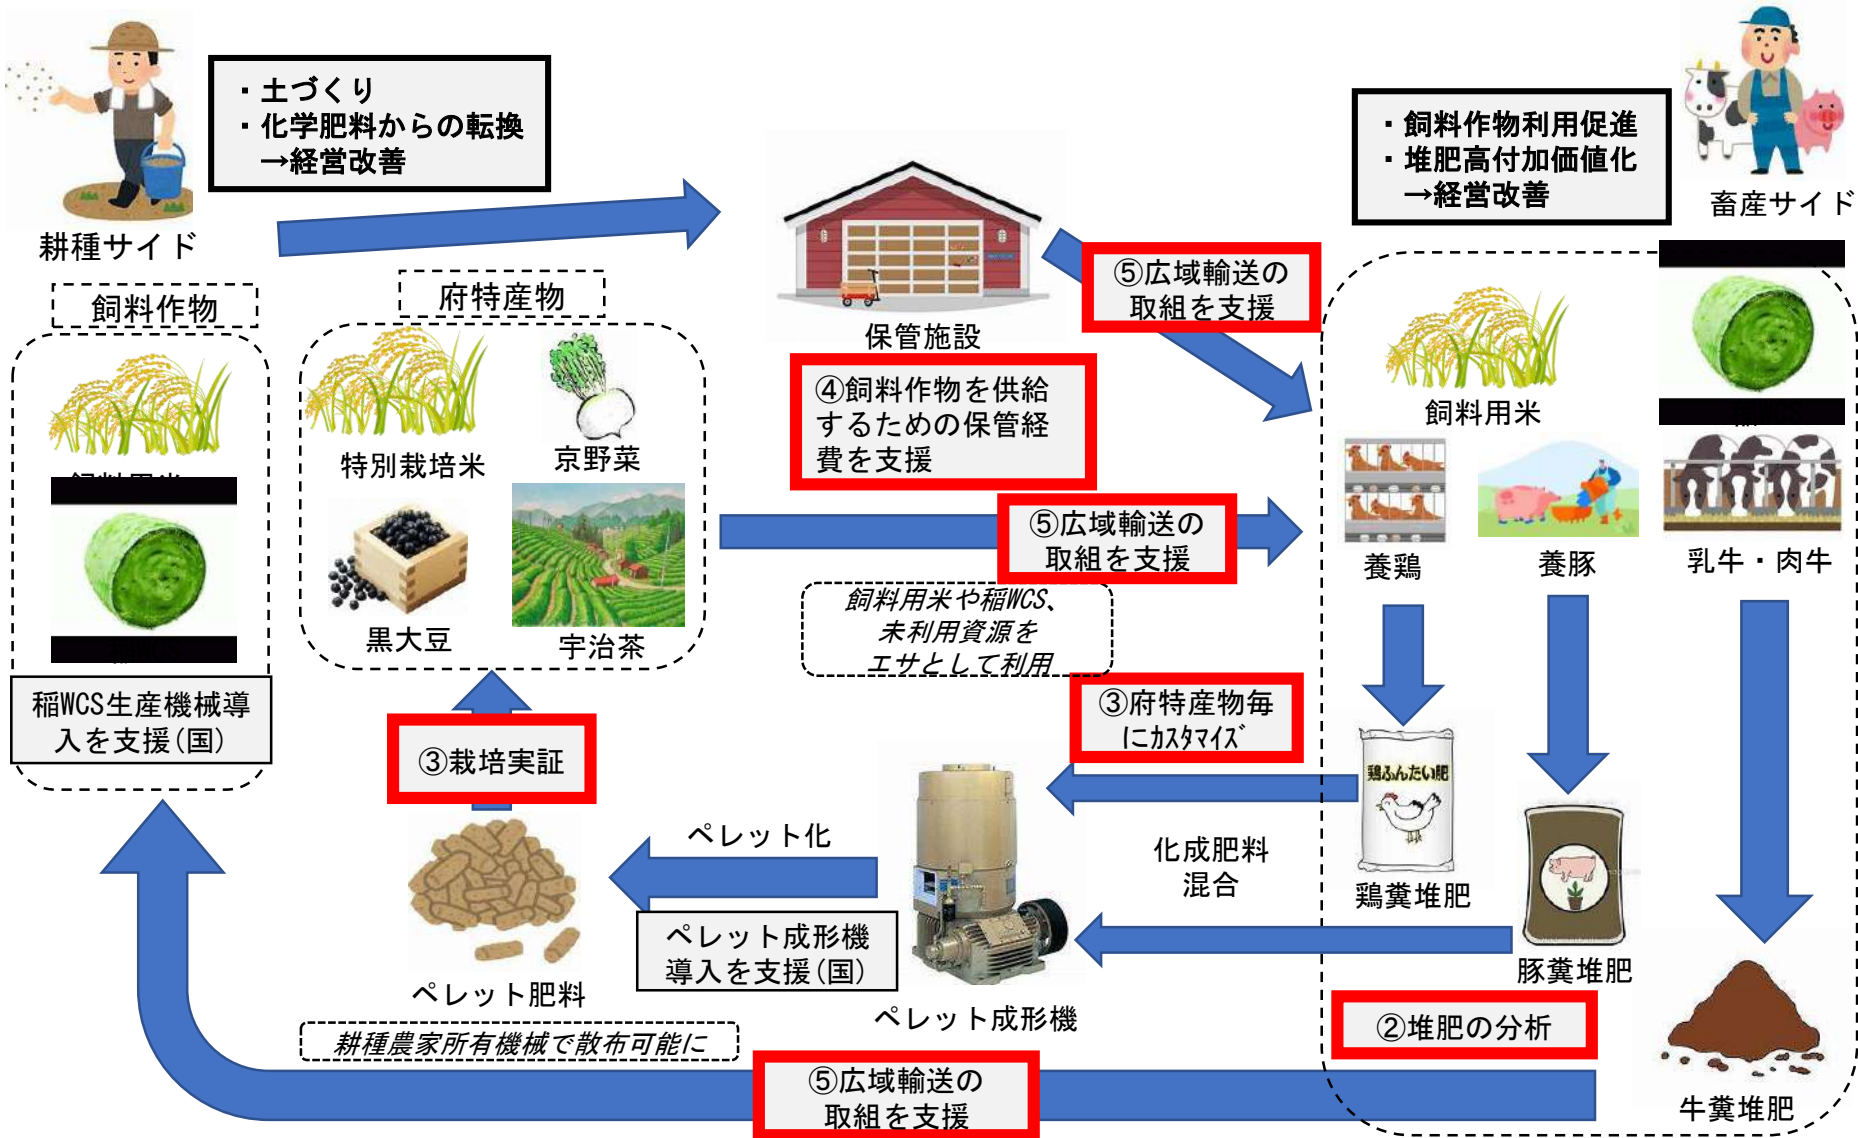 ・土づくり
・化学肥料からの転換
→経営改善
耕種サイド
・飼料作物利用促進
・堆肥高付加価値化
→経営改善
畜産サイド
飼料作物
府特産物
特別栽培米
京野菜
黒大豆
宇治茶
稲WCS生産機械導
入を支援(国)
保管施設
④飼料作物を供給
するための保管経
費を支援
⑤広域輸送の
取組を支援
⑤広域輸送の
取組を支援
飼料用米や稲WCS、
未利用資源を
エサとして利用
飼料用米
養鶏
養豚
乳牛・肉牛
③府特産物毎
にｶｽﾀﾏｲｽﾞ
③栽培実証
鶏ふんたい肥
鶏糞堆肥
豚糞堆肥
牛糞堆肥
化成肥料
混合
ペレット化
ペレット成形機
導入を支援(国)
ペレット成形機
ペレット肥料
耕種農家所有機械で散布可能に
②堆肥の分析
⑤広域輸送の
取組を支援